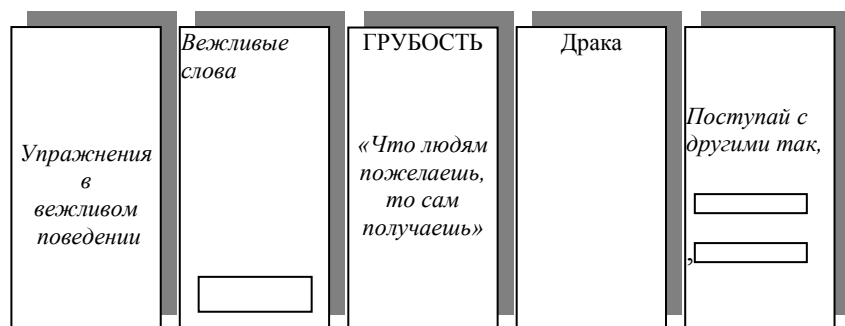 Упражнения
в
вежливом
поведении
Вежливые
слова
ГРУБОСТЬ
«Что людям
пожелаешь,
то сам
получаешь»
Драка
Поступай с
другими так,
,